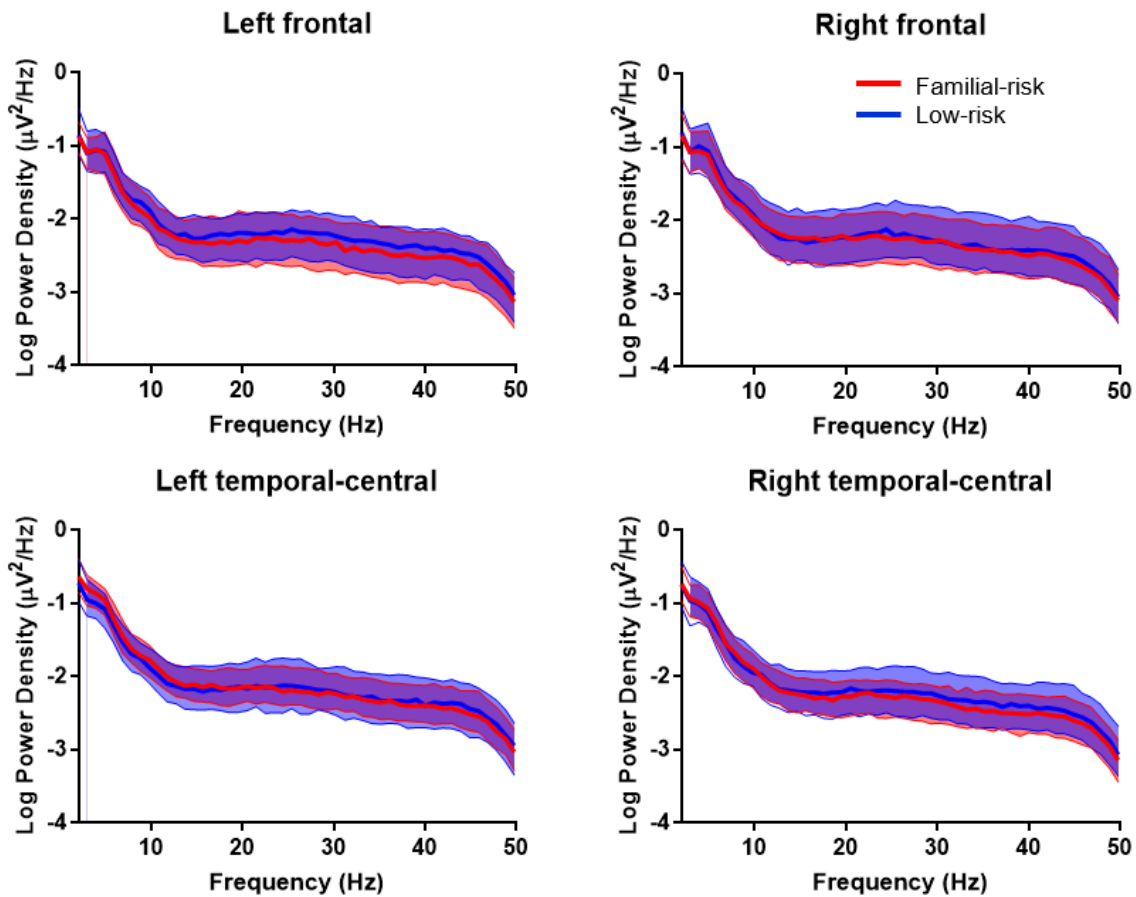 Left frontal
Log Power Density (µV²/Hz)
0
-1
-2
-3
-4
10 20 30 40 50
Frequency (Hz)
Right frontal
Familial-risk
Low-risk
Log Power Density (µV²/Hz)
0
-1
-2
-3
-4
10 20 30 40 50
Frequency (Hz)
Left temporal-central
Log Power Density (µV²/Hz)
0
-1
-2
-3
-4
10 20 30 40 50
Frequency (Hz)
Right temporal-central
Log Power Density (µV²/Hz)
0
-1
-2
-3
-4
10 20 30 40 50
Frequency (Hz)